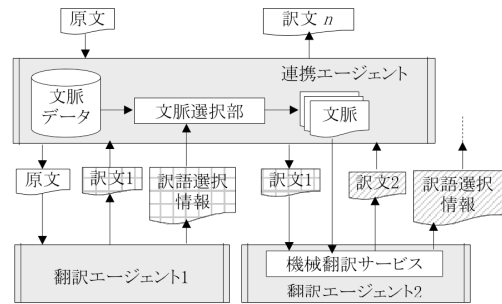 原文
訳文 n
連携エージェント
文脈
データ
文脈選択部
文脈
原文
訳文1
訳語選択
情報
訳文1
訳文2
訳語選択
情報
翻訳エージェント1
機械翻訳サービス
翻訳エージェント2